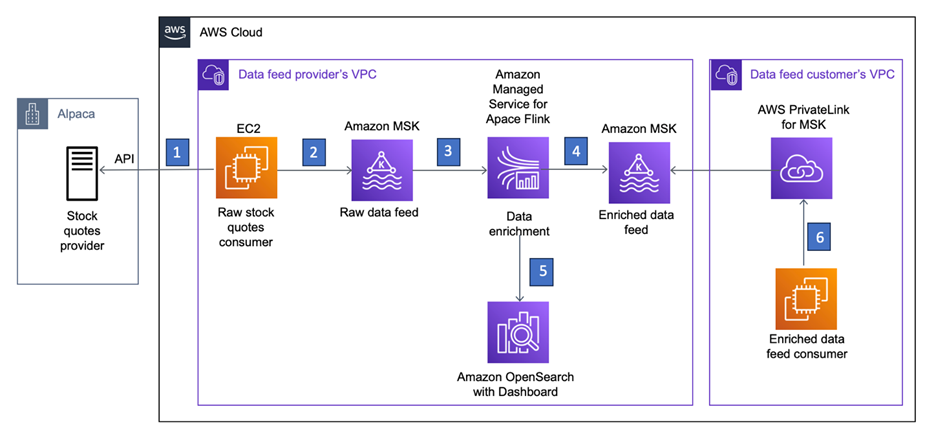 aws
AWS Cloud
Data feed provider's VPC
Data feed customer's VPC
Alpaca
Amazon
Managed
Service for
Apace Flink
AWS PrivateLink
for MSK
EC2
Amazon MSK
Amazon MSK
API
1
2
3
4
K
K
Stock
quotes
provider
Raw stock
quotes
consumer
Raw data feed
Data
enrichment
Enriched data
feed
6
5
Enriched data
feed consumer
Amazon OpenSearch
with Dashboard